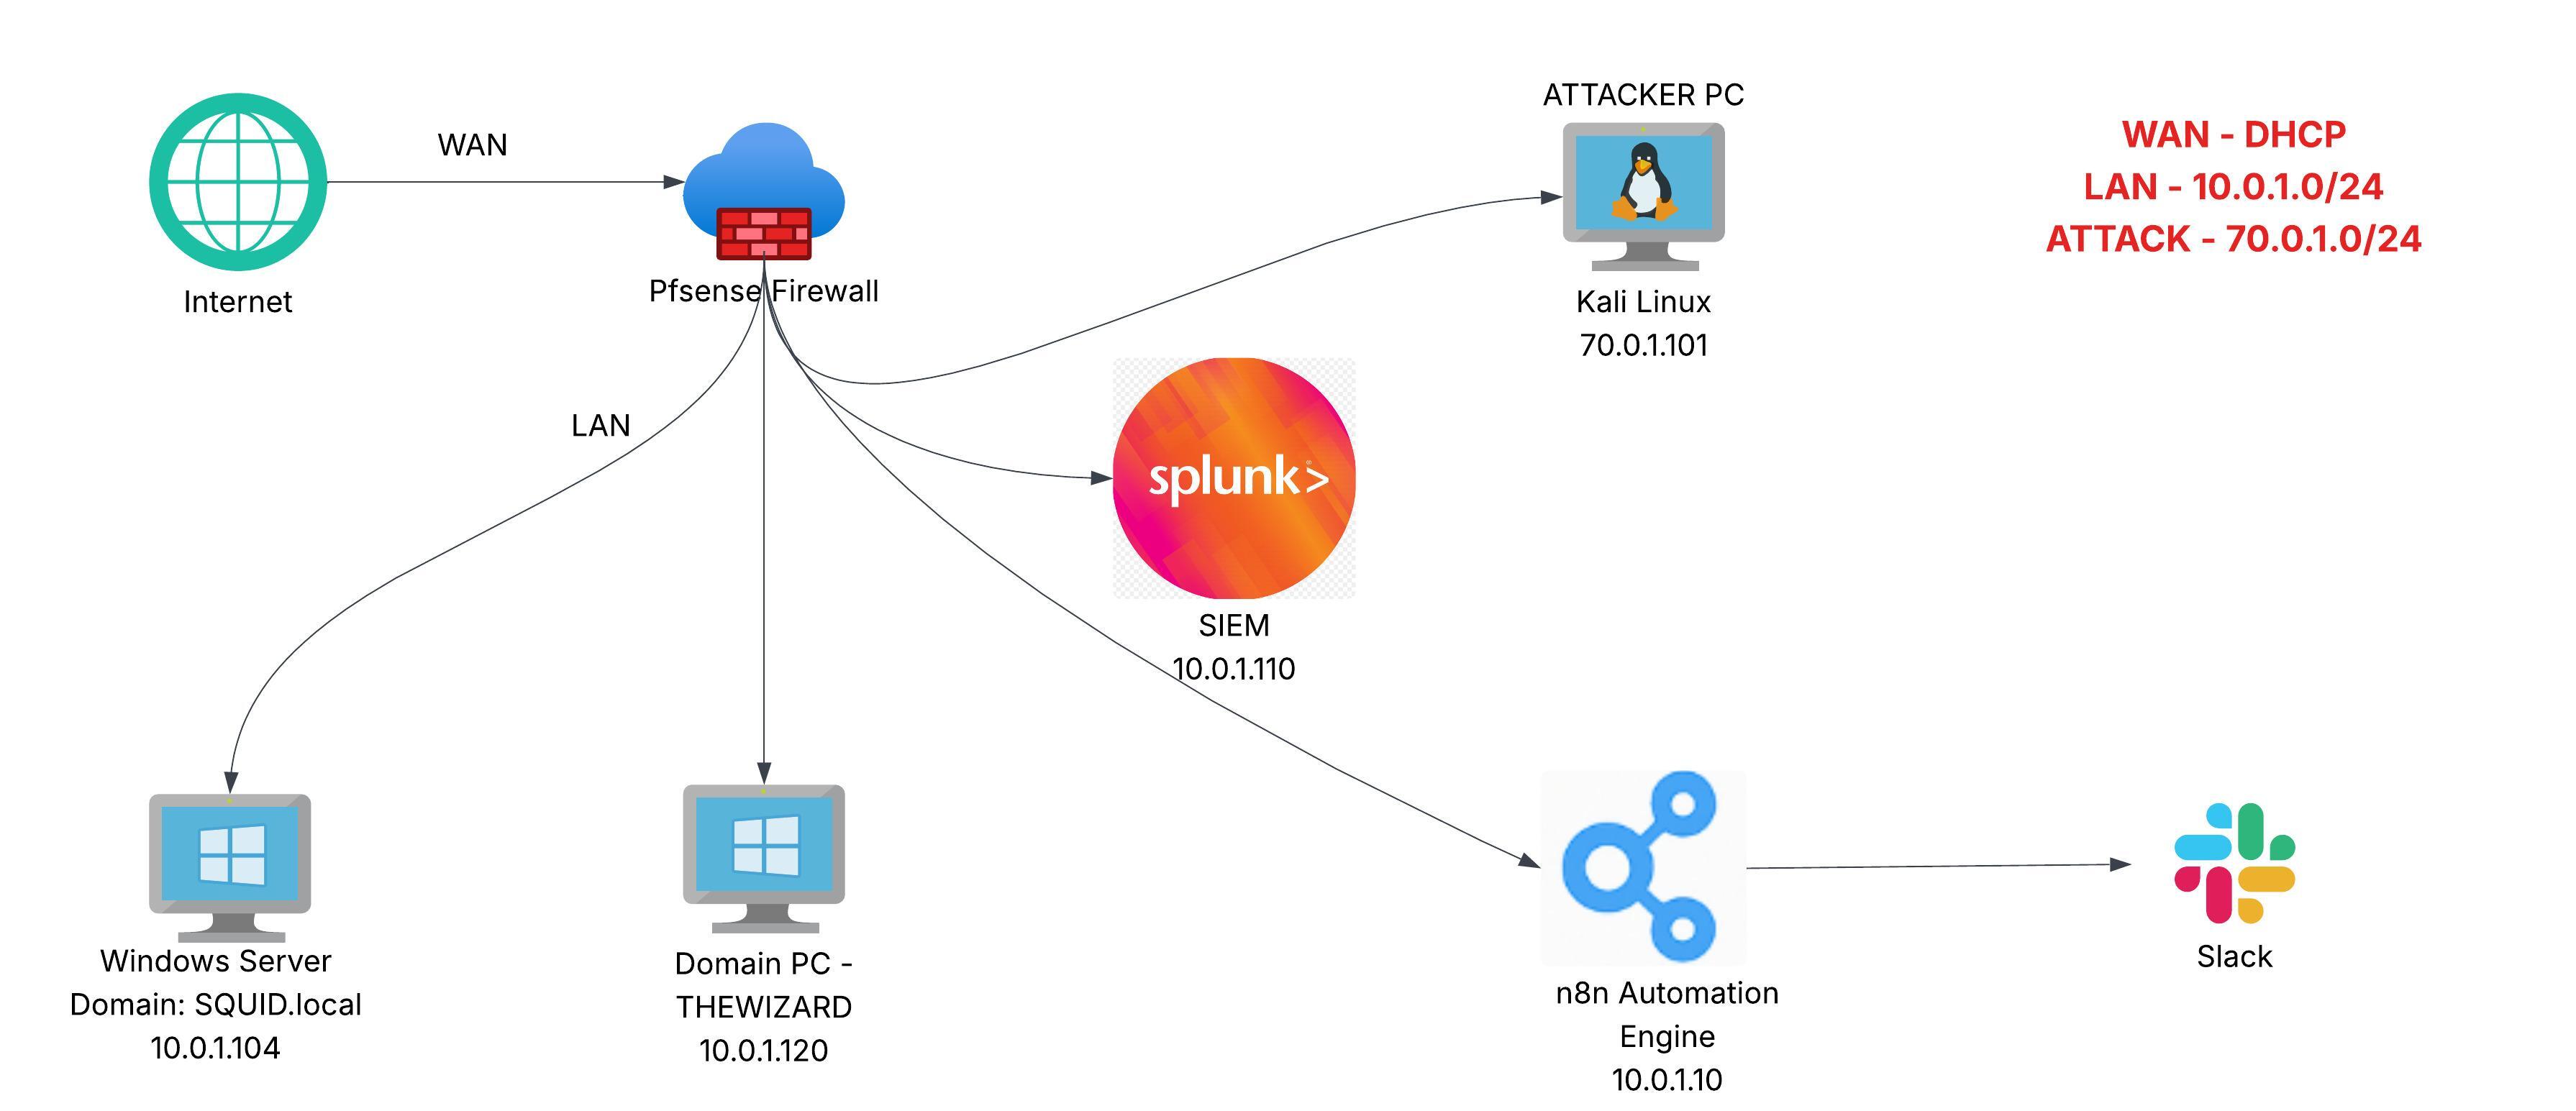 WAN
Internet
Pfsense Firewall
ATTACKER PC
Kali Linux
70.0.1.101
WAN - DHCP
LAN - 10.0.1.0/24
ATTACK - 70.0.1.0/24
LAN
splunk>
SIEM
10.0.1.110
Windows Server
Domain: SQUID.local
10.0.1.104
Domain PC -
THEWIZARD
10.0.1.120
n8n Automation
Engine
10.0.1.10
Slack